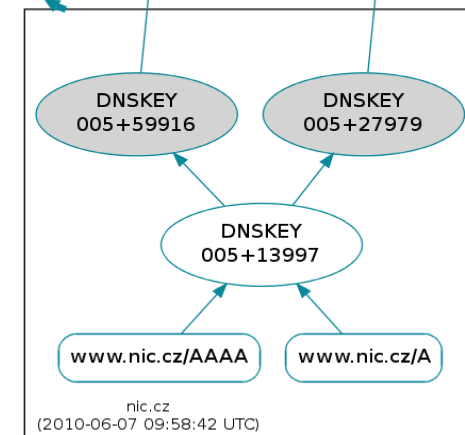 DNSKEY
005+59916
DNSKEY
005+27979
DNSKEY
005+13997
www.nic.cz/AAAA
www.nic.cz/A
nic.cz
(2010-06-07 09:58:42 UTC)